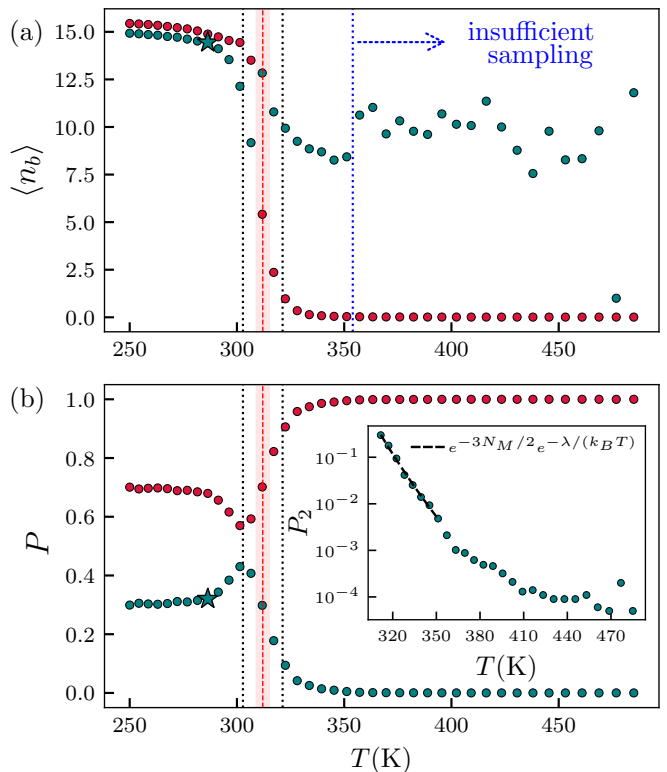 (a)
15.0
12.5
10.0
7.5
5.0
2.5
0.0
⟨n_b⟩
insufficient
sampling
250 300 350 400 450
(b)
1.0
0.8
0.6
0.4
0.2
0.0
P
e^{-3N_M/2}e^{-λ/(k_BT)}
10^{-1}
10^{-2}
10^{-3}
10^{-4}
P_2
320 350 380 410 440 470
T(K)
250 300 350 400 450
T(K)